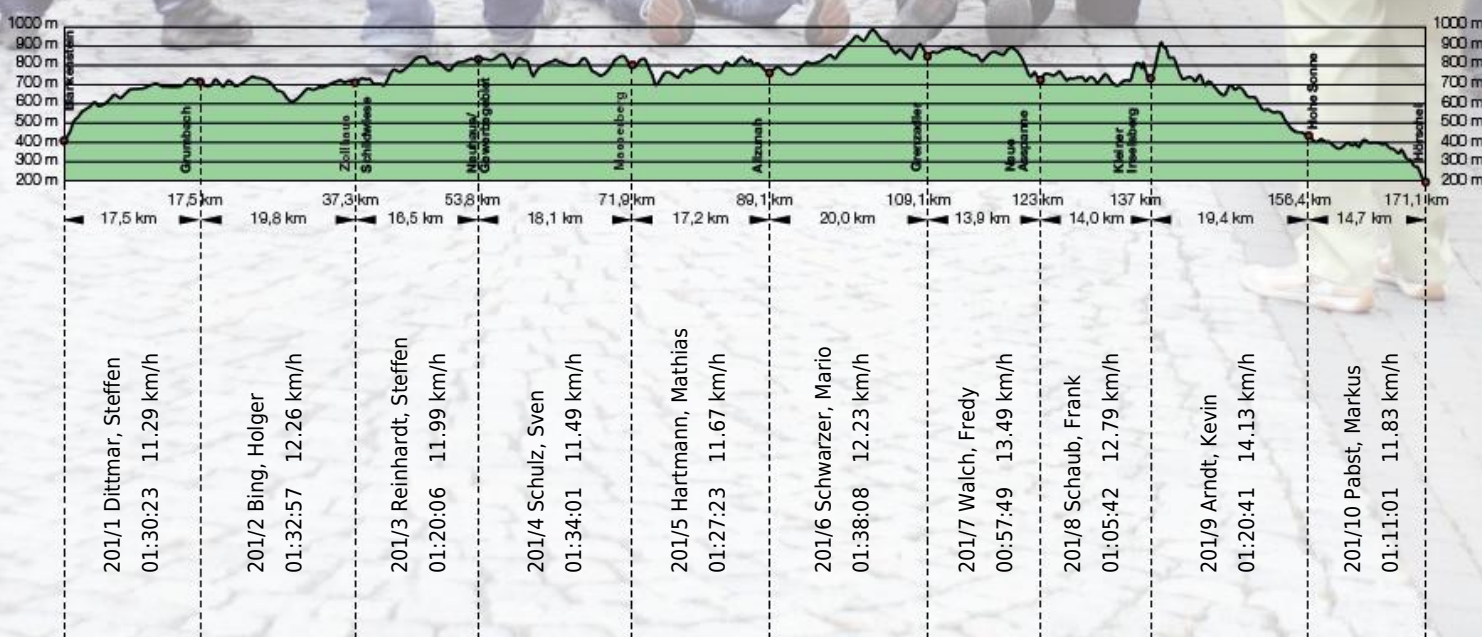 1000 m 1000 m
900 m 900 m
800 m 800 m
700 m 700 m
600 m 600 m
500 m 500 m
400 m 400 m
300 m 300 m
200 m 200 m
Blankenstein
Grumbach
Zollhaus
Schildwiese
Neuhaus/
Masserberg
Allzunah
Grenzadler
Neue
Ausspanne
Kleiner
Inselsberg
Hohe Sonne
Hörschel
17,5 km 37,3 km 53,8 km 71,9 km 89,1 km 109,1 km 123 km 137 km 156,4 km 171,1 km
17,5 km 19,8 km 16,5 km 18,1 km 17,2 km 20,0 km 13,9 km 14,0 km 19,4 km 14,7 km
201/1 Dittmar, Steffen
01:30:23 11.29 km/h
201/2 Bing, Holger
01:32:57 12.26 km/h
201/3 Reinhardt, Steffen
01:20:06 11.99 km/h
201/4 Schulz, Sven
01:34:01 11.49 km/h
201/5 Hartmann, Mathias
01:27:23 11.67 km/h
201/6 Schwarzer, Mario
01:38:08 12.23 km/h
201/7 Walch, Fredy
00:57:49 13.49 km/h
201/8 Schaub, Frank
01:05:42 12.79 km/h
201/9 Arndt, Kevin
01:20:41 14.13 km/h
201/10 Pabst, Markus
01:11:01 11.83 km/h